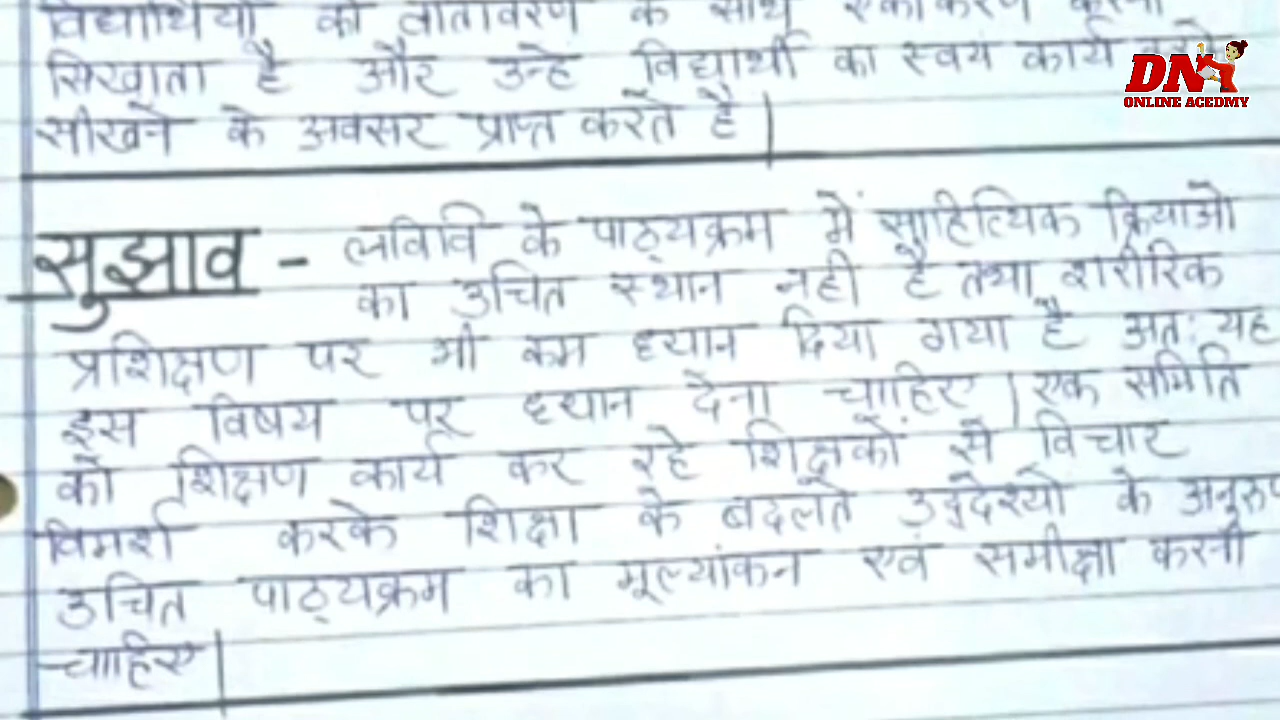 विद्यार्थियों को वातावरण के साथ एकीकरण करना
सिखाता है और उन्हे विद्यार्थी को स्वयं कार्य करके
सीखने के अवसर प्राप्त करते है |
सुझाव - लविवि के पाठ्यक्रम में साहित्यिक क्रियाओ
का उचित स्थान नही है तथा शारीरिक
प्रशिक्षण पर भी कम ध्यान दिया गया है अतः यह
इस विषय पर ध्यान देना चाहिए | एक समिति
को शिक्षण कार्य कर रहे शिक्षकों से विचार
विमर्श करके शिक्षा के बदलते उद्देश्यो के अनुरुप
उचित पाठ्यक्रम का मूल्यांकन एवं समीक्षा करनी
चाहिए |
DN
ONLINE ACEDMY